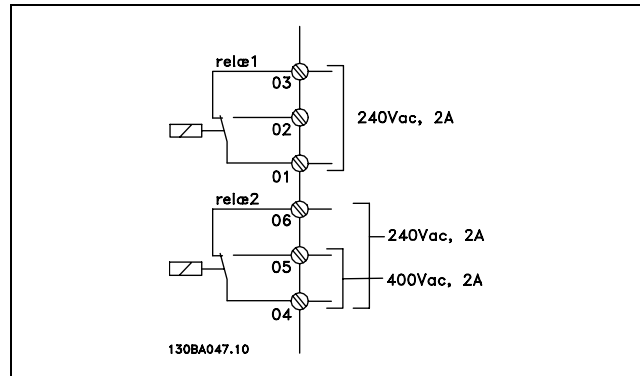 relæ1
03
02
240Vac, 2A
01
relæ2
06
240Vac, 2A
05
400Vac, 2A
04
130BA047.10